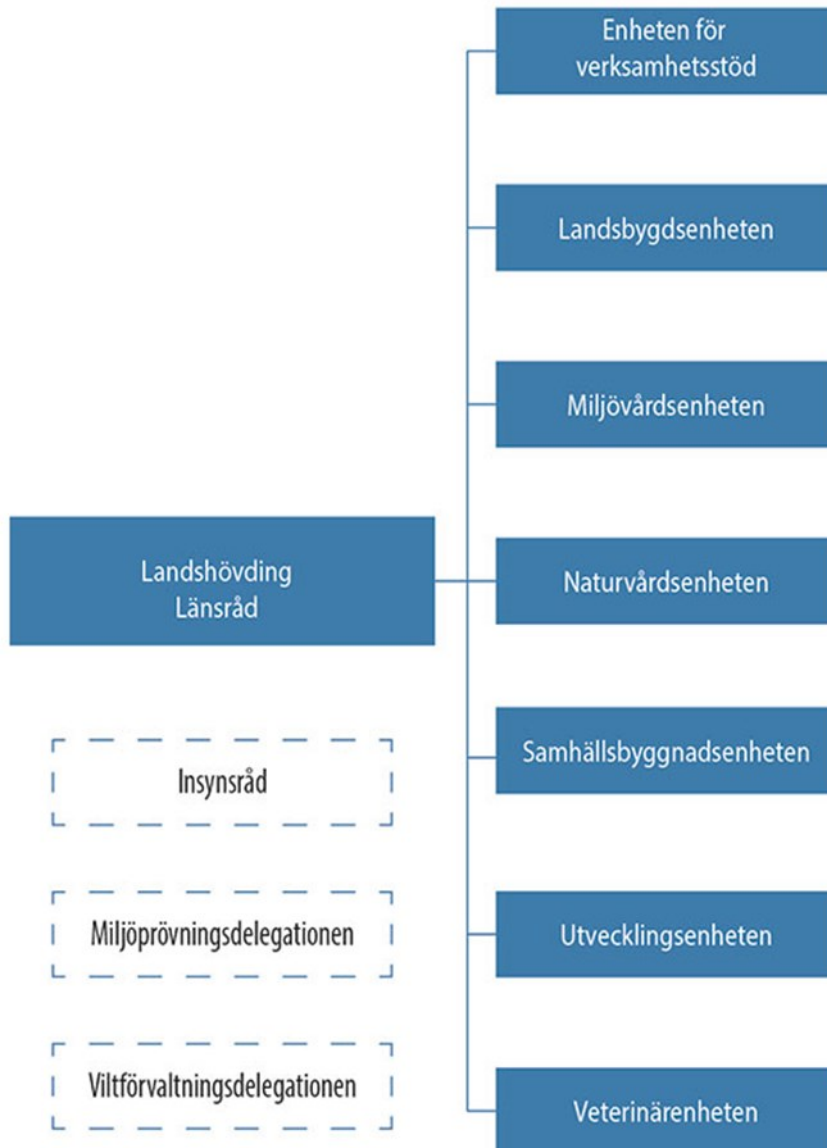 Enheten för
verksamhetsstöd
Landsbygdsenheten
Miljövårdsenheten
Landshövding
Länsråd
Naturvårdsenheten
Samhällsbyggnadsenheten
Insynsråd
Miljöprövningsdelegationen
Utvecklingsenheten
Viltförvaltningsdelegationen
Veterinärenheten